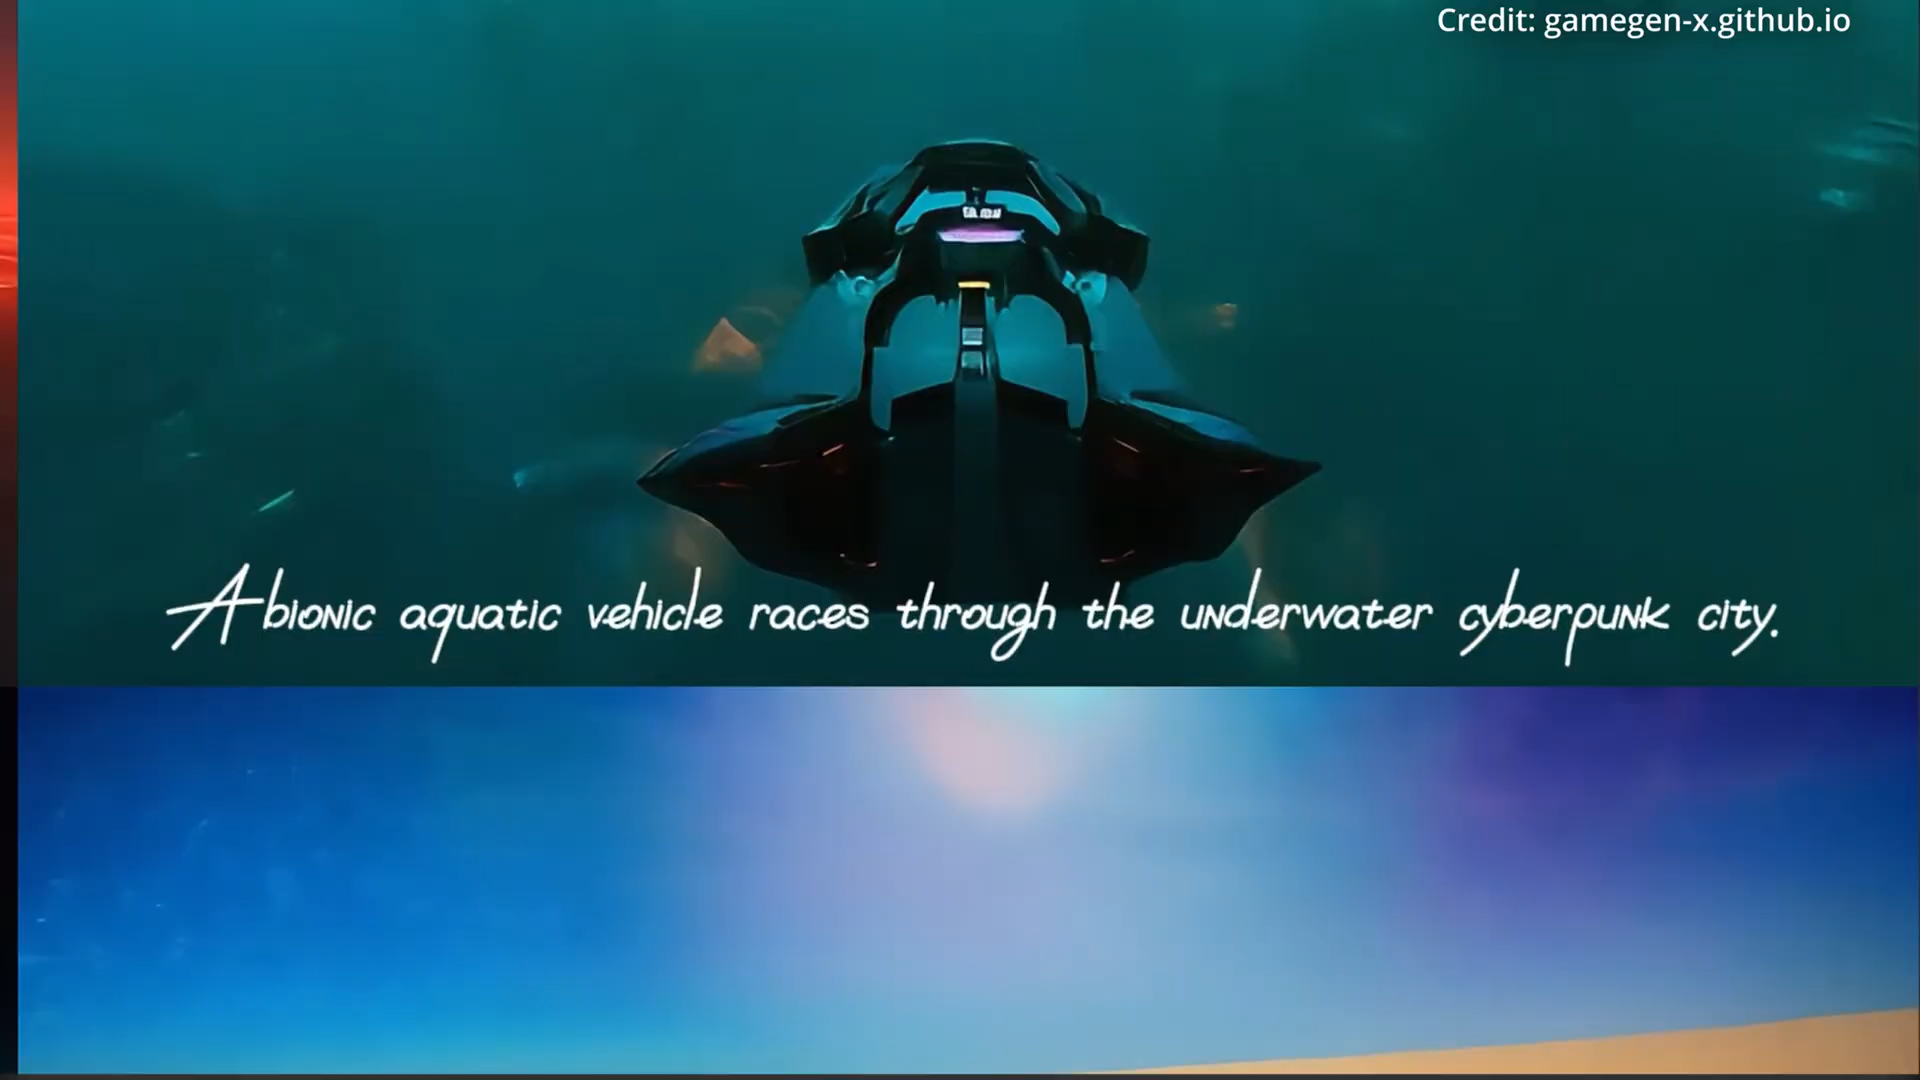 Credit: gamegen-x.github.io
A bionic aquatic vehicle races through the underwater cyberpunk city.